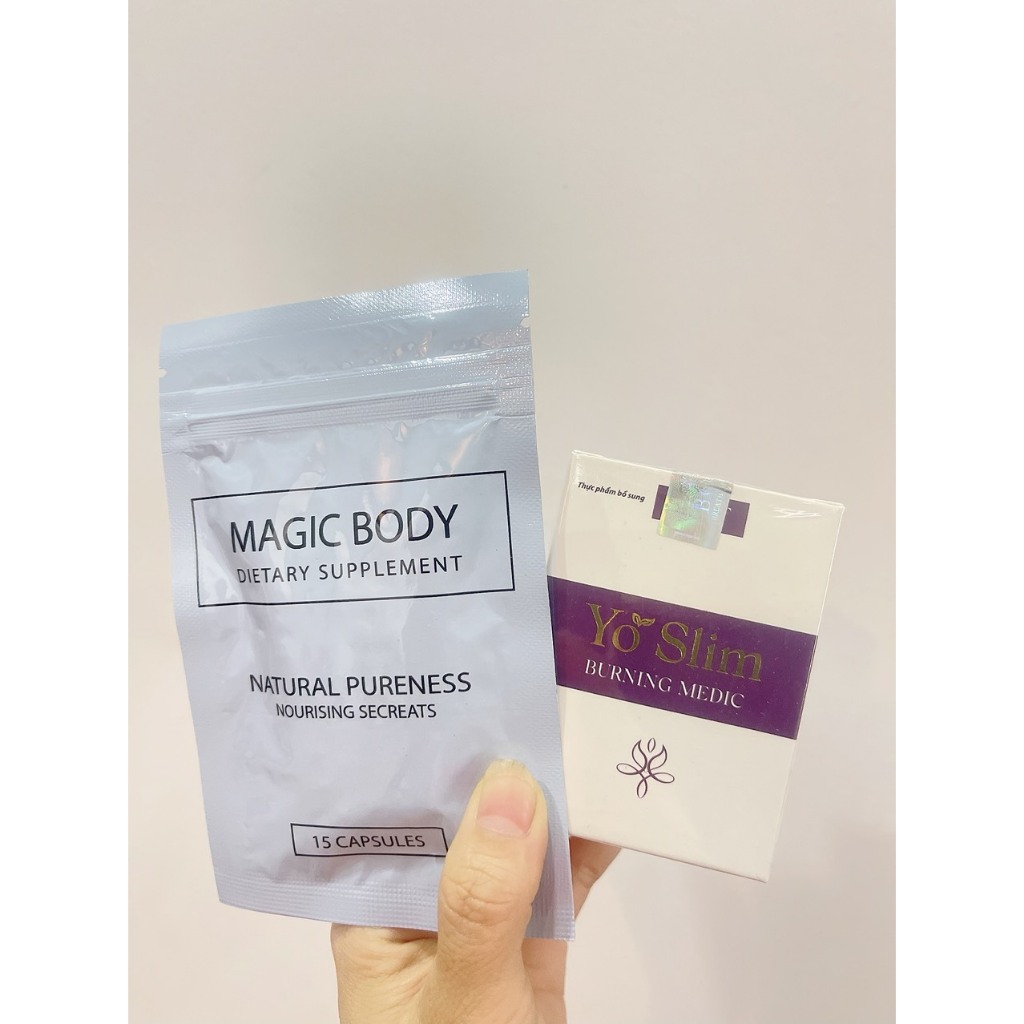 MAGIC BODY
DIETARY SUPPLEMENT
NATURAL PURENESS
NOURISING SECREATS
15 CAPSULES
Thực phẩm bổ sung
Yo Slim
BURNING MEDIC